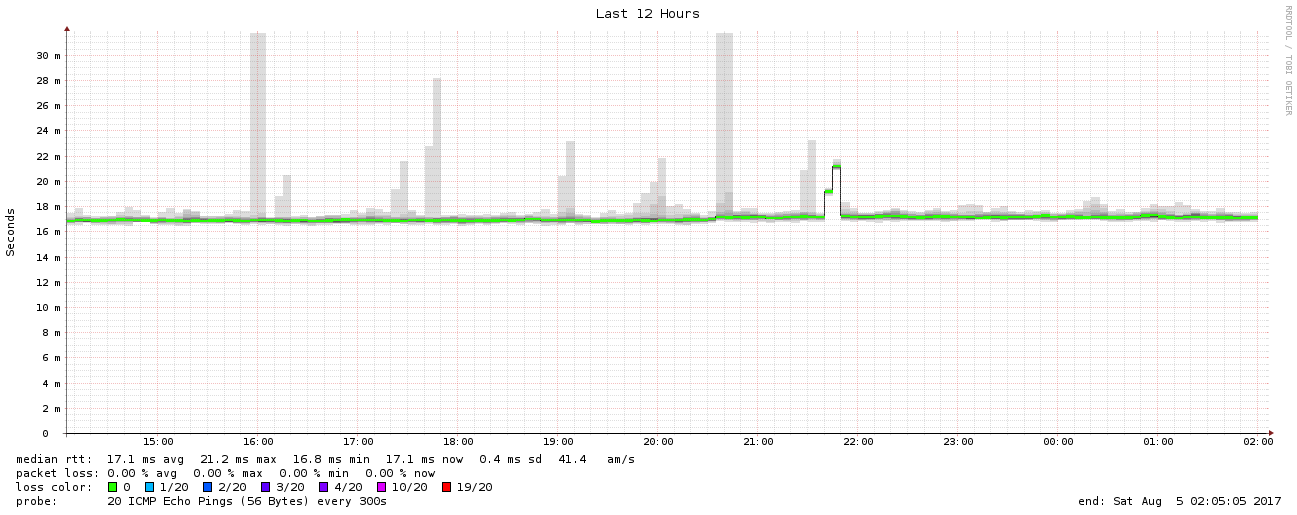 Last 12 Hours
RRDTOOL / TOBI OETIKER
Seconds
30 m
28 m
26 m
24 m
22 m
20 m
18 m
16 m
14 m
12 m
10 m
8 m
6 m
4 m
2 m
0
15:00 16:00 17:00 18:00 19:00 20:00 21:00 22:00 23:00 00:00 01:00 02:00
median rtt: 17.1 ms avg 21.2 ms max 16.8 ms min 17.1 ms now 0.4 ms sd 41.4 am/s
packet loss: 0.00 % avg 0.00 % max 0.00 % min 0.00 % now
loss color: 0 1/20 2/20 3/20 4/20 10/20 19/20
probe: 20 ICMP Echo Pings (56 Bytes) every 300s end: Sat Aug 5 02:05:05 2017